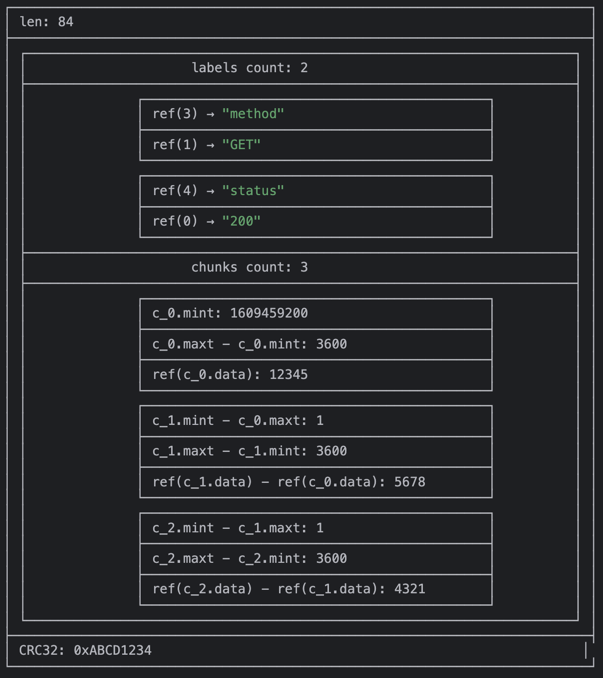 len: 84
labels count: 2
ref(3) → "method"
ref(1) → "GET"
ref(4) → "status"
ref(0) → "200"
chunks count: 3
c_0.mint: 1609459200
c_0.maxt - c_0.mint: 3600
ref(c_0.data): 12345
c_1.mint - c_0.maxt: 1
c_1.maxt - c_1.mint: 3600
ref(c_1.data) - ref(c_0.data): 5678
c_2.mint - c_1.maxt: 1
c_2.maxt - c_2.mint: 3600
ref(c_2.data) - ref(c_1.data): 4321
CRC32: 0xABCD1234